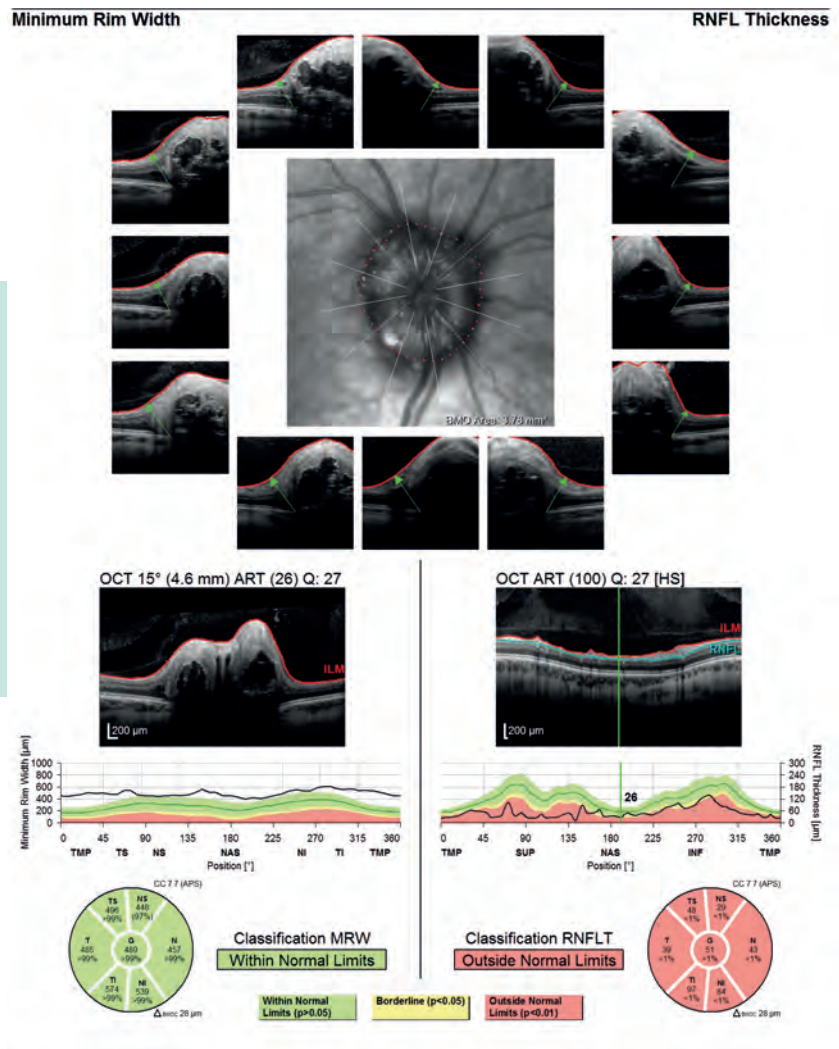 Minimum Rim Width
RNFL Thickness
BMO Area: 3.78 mm²
OCT 15° (4.6 mm) ART (26) Q: 27
OCT ART (100) Q: 27 [HS]
ILM
200 µm
ILM
RNFL
200 µm
Minimum Rim Width [µm]
1000
800
600
400
200
0
0 45 90 135 180 225 270 315 360
TMP TS NS NAS NI TI TMP
Position [°]
RNFL Thickness [µm]
300
240
180
120
60
0
26
0 45 90 135 180 225 270 315 360
TMP SUP NAS INF TMP
Position [°]
CC 7.7 (APS)
TS
496
>99%
NS
448
(97%)
T
485
>99%
G
489
>99%
N
457
>99%
TI
574
>99%
NI
539
>99%
28 µm
Classification MRW
Within Normal Limits
Classification RNFLT
Outside Normal Limits
CC 7.7 (APS)
TS
48
<1%
NS
29
<1%
T
39
<1%
G
51
<1%
N
43
<1%
TI
97
<1%
NI
84
<1%
28 µm
Within Normal
Limits (p>0.05)
Borderline (p<0.05)
Outside Normal
Limits (p<0.01)